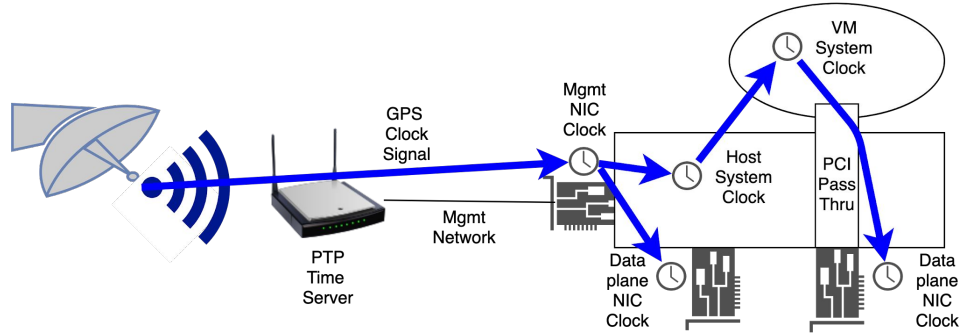 GPS
Clock
Signal
PTP
Time
Server
Mgmt
Network
Mgmt
NIC
Clock
VM
System
Clock
Host
System
Clock
PCI
Pass
Thru
Data
plane
NIC
Clock
Data
plane
NIC
Clock